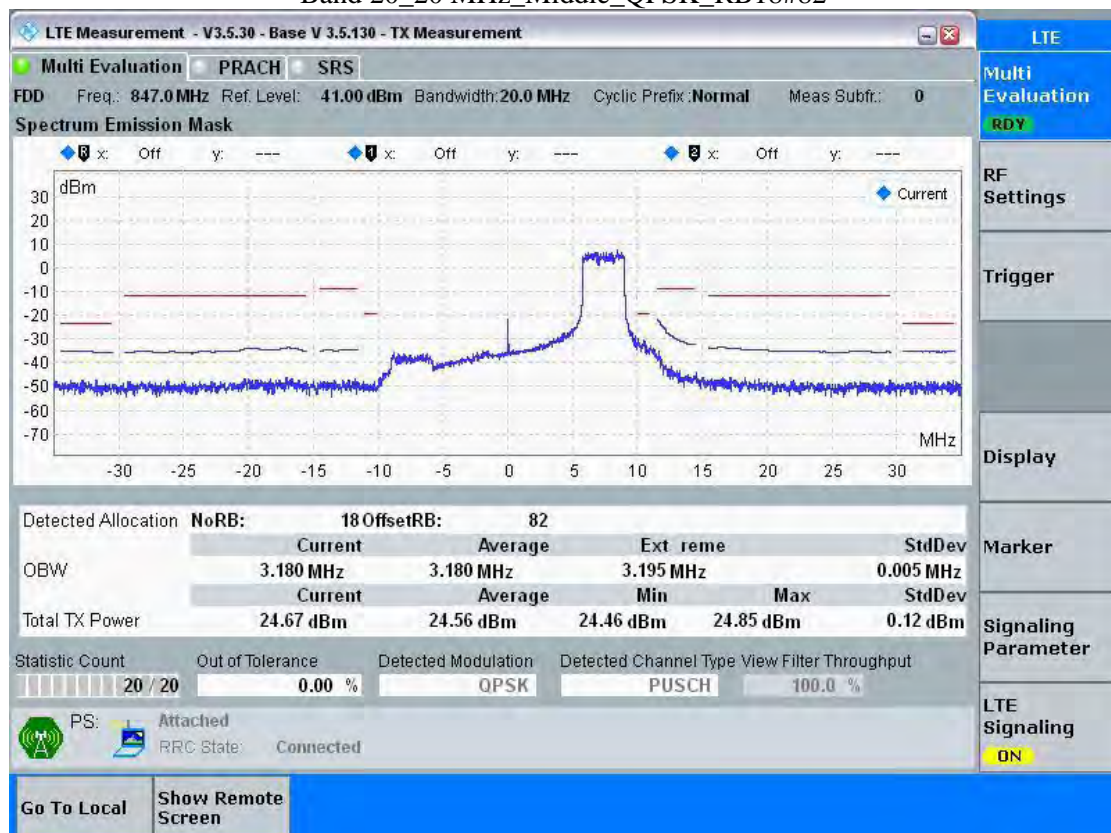 Band 20_20 MHz_Middle_QPSK_RB18#82
LTE Measurement - V3.5.30 - Base V 3.5.130 - TX Measurement
LTE
Multi Evaluation PRACH SRS
Multi
Evaluation
RDY
FDD Freq.: 847.0 MHz Ref. Level: 41.00 dBm Bandwidth: 20.0 MHz Cyclic Prefix : Normal Meas Subfr.: 0
Spectrum Emission Mask
R x: Off y: --- 1 x: Off y: --- 2 x: Off y: ---
dBm
Current
30
20
10
0
-10
-20
-30
-40
-50
-60
-70
MHz
-30 -25 -20 -15 -10 -5 0 5 10 15 20 25 30
RF
Settings
Trigger
Display
Marker
Signaling
Parameter
LTE
Signaling
ON
Detected Allocation NoRB: 18 OffsetRB: 82
Current Average Ext reme StdDev
OBW 3.180 MHz 3.180 MHz 3.195 MHz 0.005 MHz
Current Average Min Max StdDev
Total TX Power 24.67 dBm 24.56 dBm 24.46 dBm 24.85 dBm 0.12 dBm
Statistic Count Out of Tolerance Detected Modulation Detected Channel Type View Filter Throughput
20 / 20 0.00 % QPSK PUSCH 100.0 %
PS: Attached
RRC State: Connected
Go To Local
Show Remote
Screen